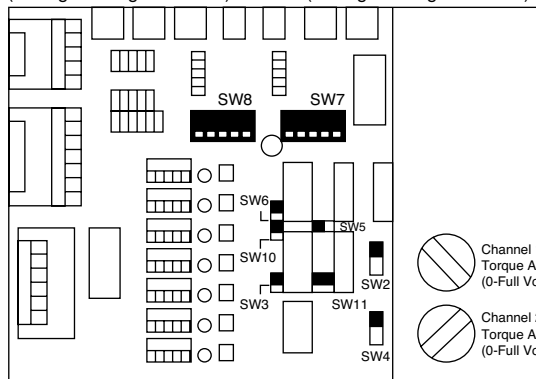 SW8
SW7
SW6
SW5
SW10
SW2
SW3
SW11
SW4
Channel
Torque A
(0-Full Vo
Channel
Torque A
(0-Full Vo